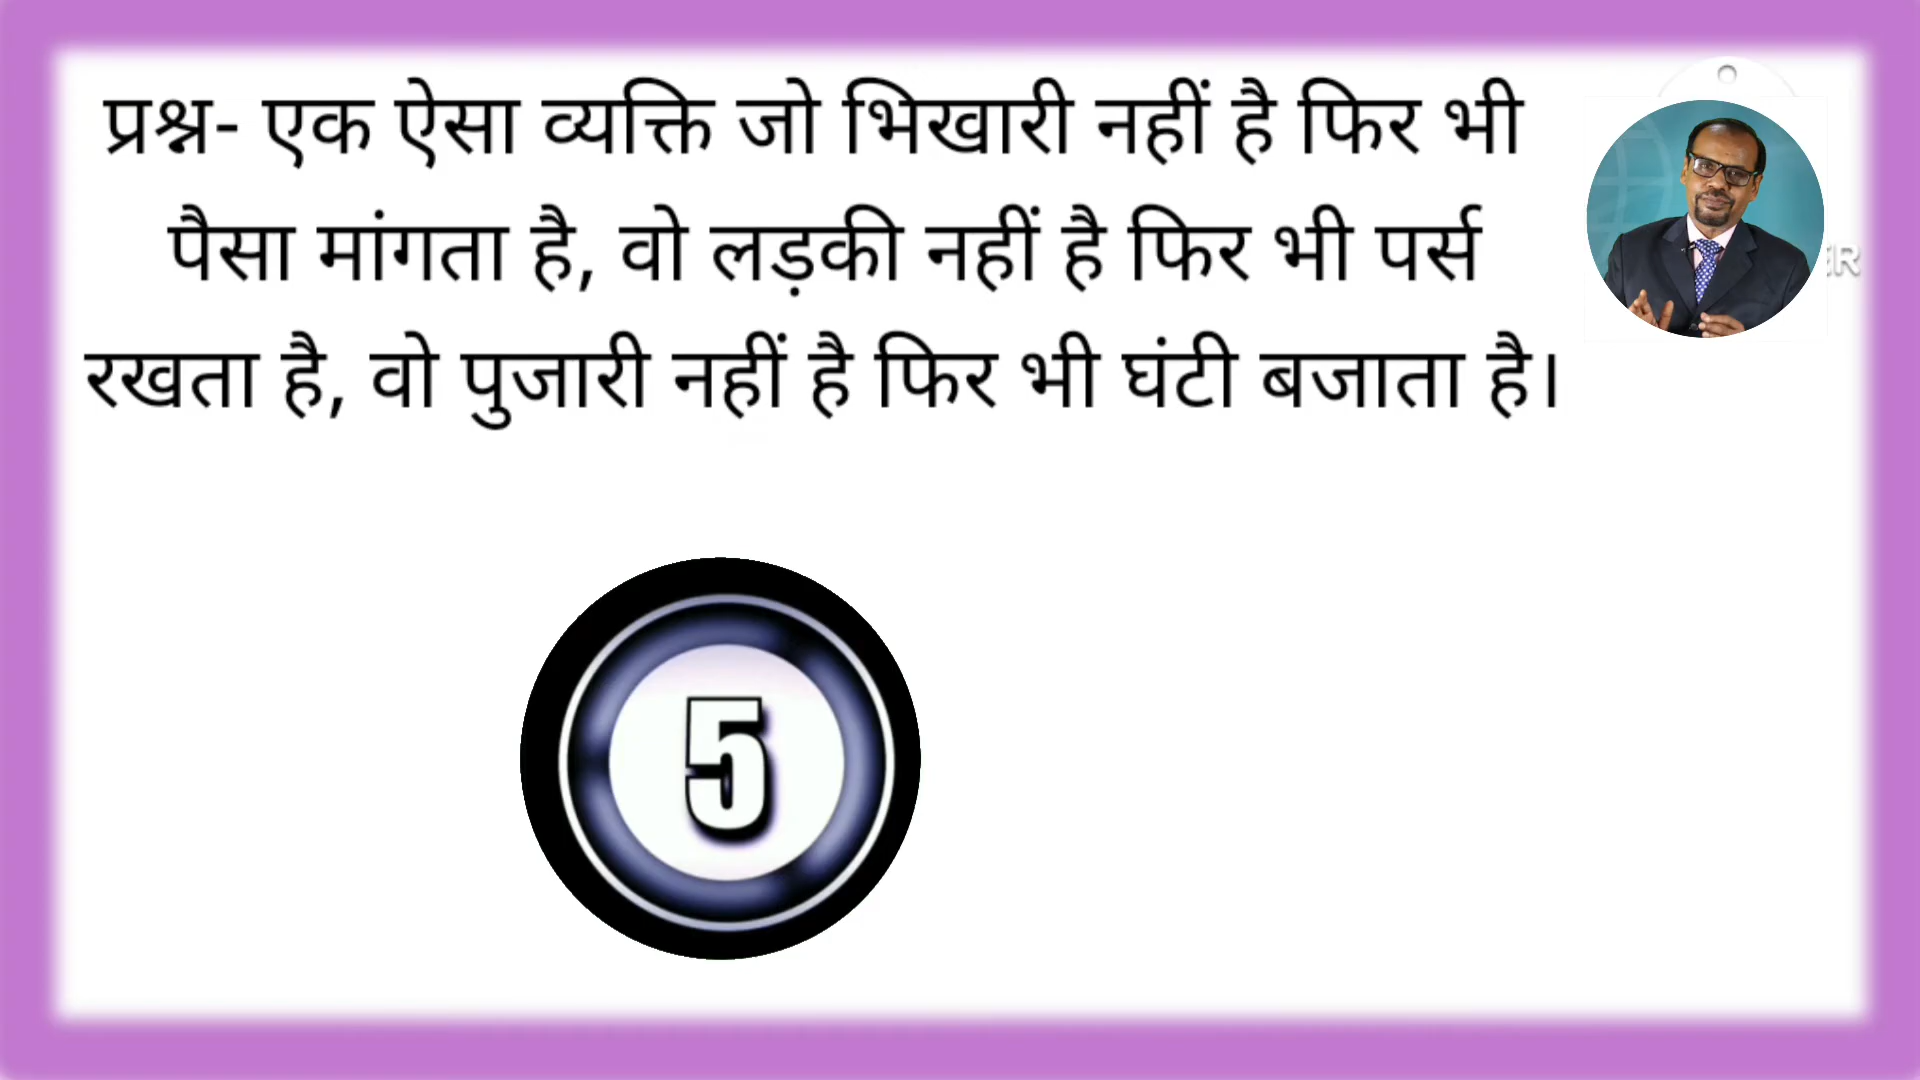 प्रश्न- एक ऐसा व्यक्ति जो भिखारी नहीं है फिर भी
पैसा मांगता है, वो लड़की नहीं है फिर भी पर्स
रखता है, वो पुजारी नहीं है फिर भी घंटी बजाता है।
5